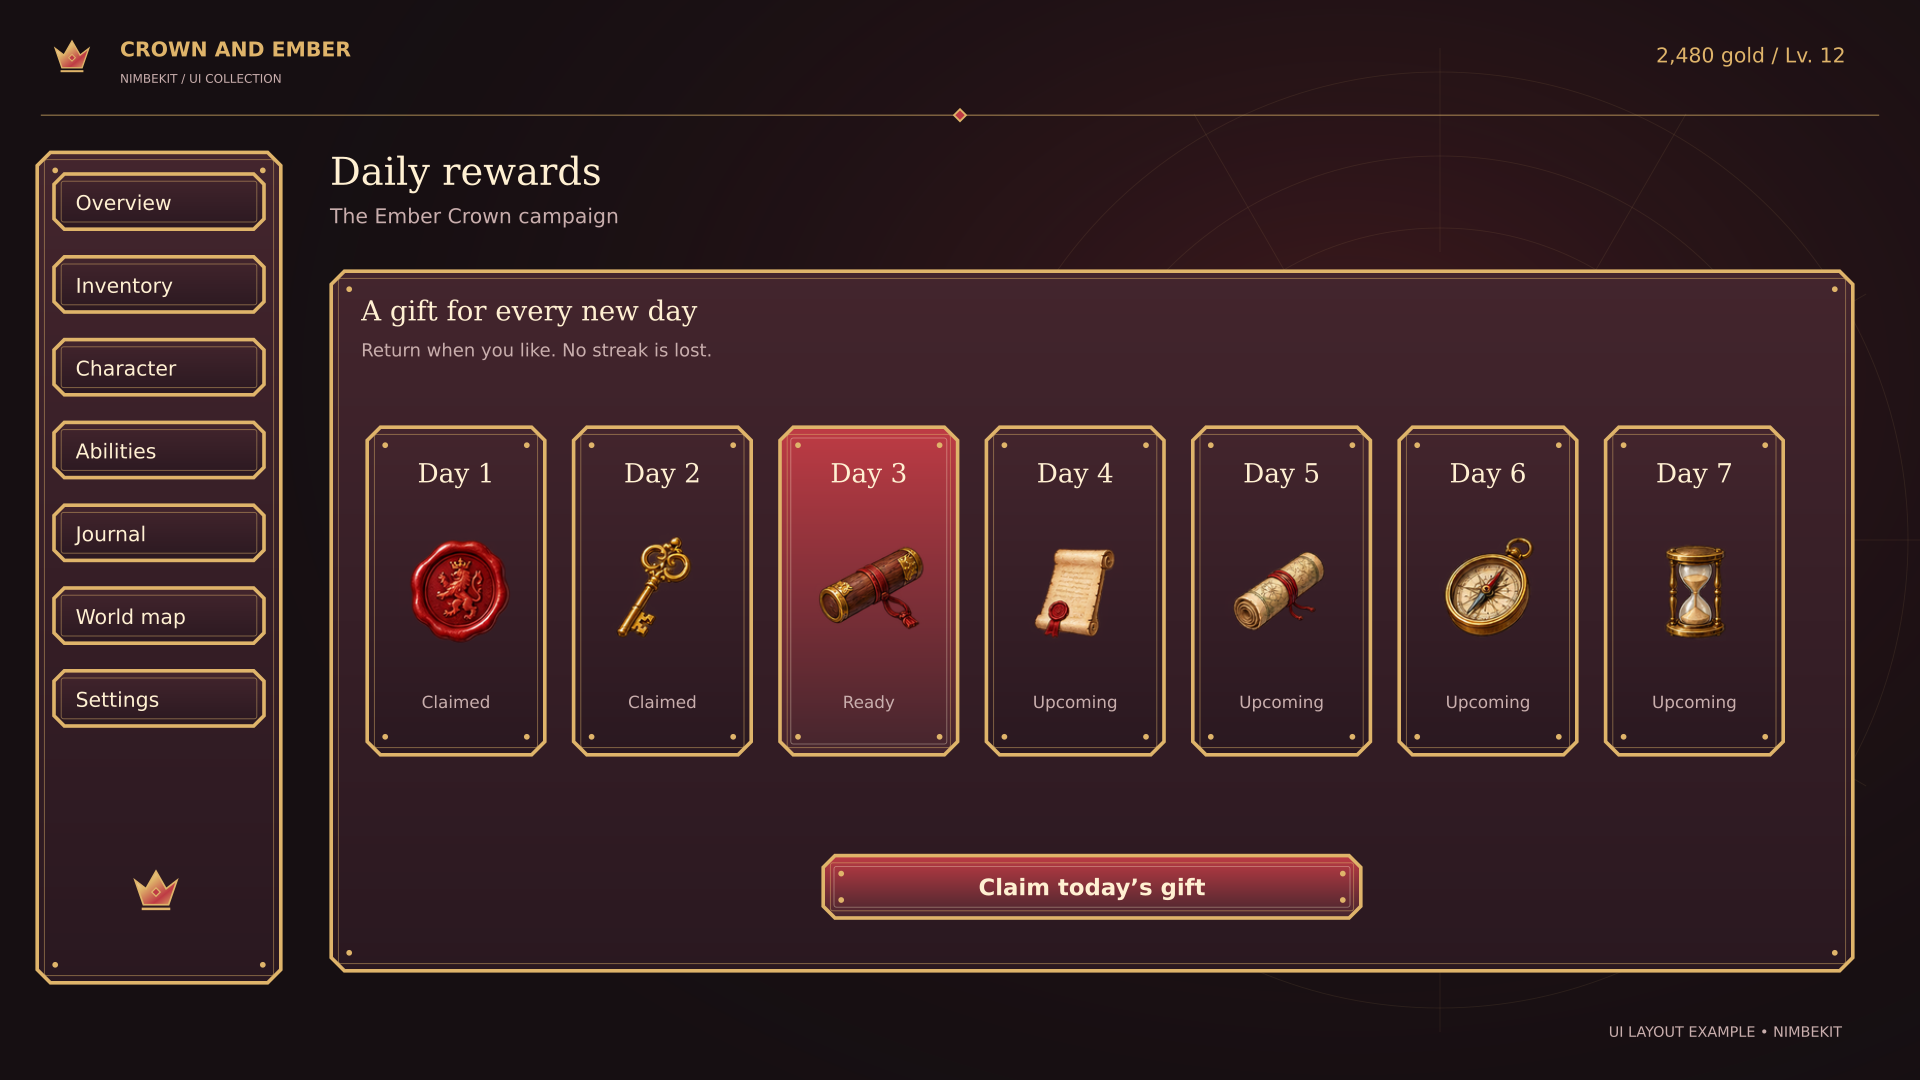 CROWN AND EMBER
NIMBEKIT / UI COLLECTION
2,480 gold / Lv. 12
Overview
Inventory
Character
Abilities
Journal
World map
Settings
Daily rewards
The Ember Crown campaign
A gift for every new day
Return when you like. No streak is lost.
Day 1
Claimed
Day 2
Claimed
Day 3
Ready
Day 4
Upcoming
Day 5
Upcoming
Day 6
Upcoming
Day 7
Upcoming
Claim today’s gift
UI LAYOUT EXAMPLE • NIMBEKIT